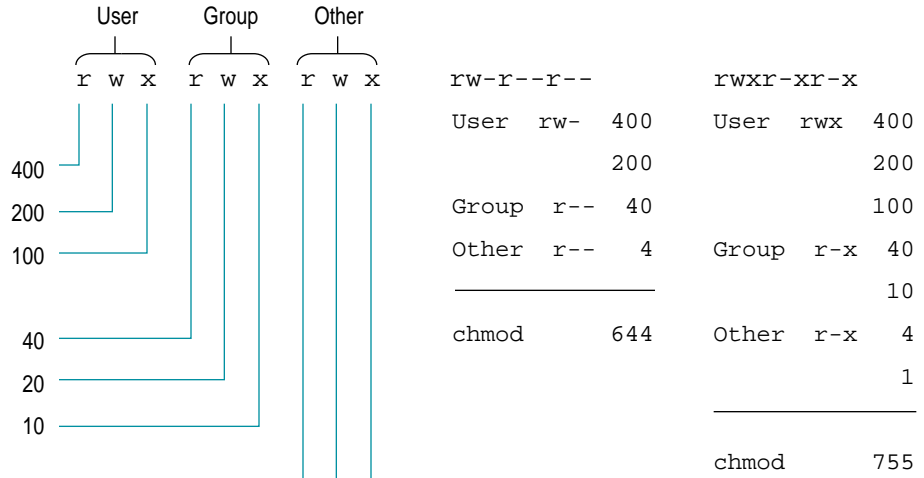 User Group Other
r w x r w x r w x
400
200
100
40
20
10
rw-r--r--
User rw- 400
200
Group r-- 40
Other r-- 4
chmod 644
rwxr-xr-x
User rwx 400
200
100
Group r-x 40
10
Other r-x 4
1
chmod 755